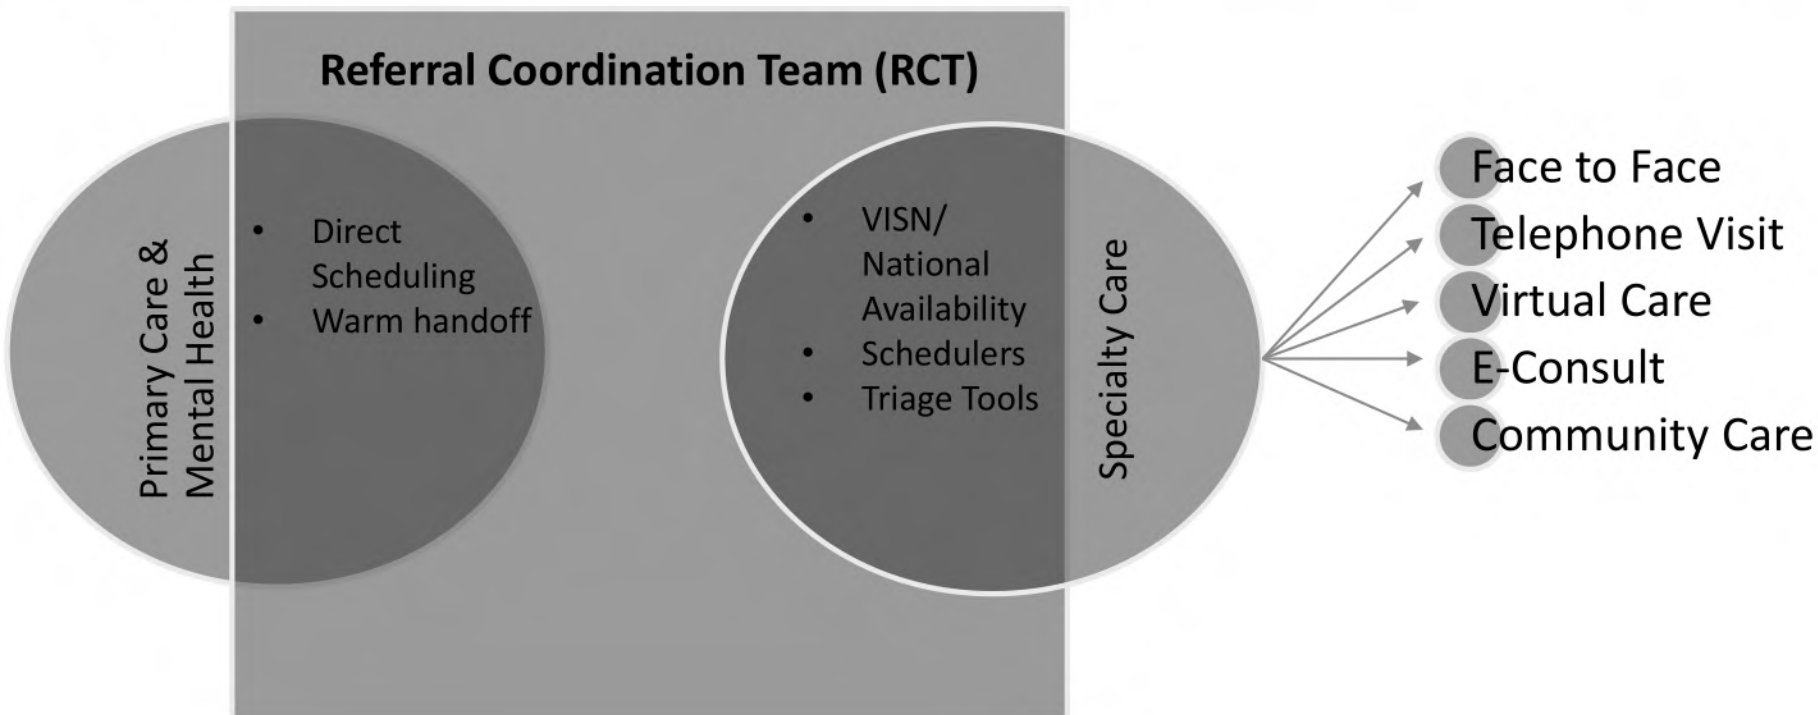 Referral Coordination Team (RCT)
Primary Care &
Mental Health
• Direct
Scheduling
• Warm handoff
• VISN/
National
Availability
• Schedulers
• Triage Tools
Specialty Care
Face to Face
Telephone Visit
Virtual Care
E-Consult
Community Care